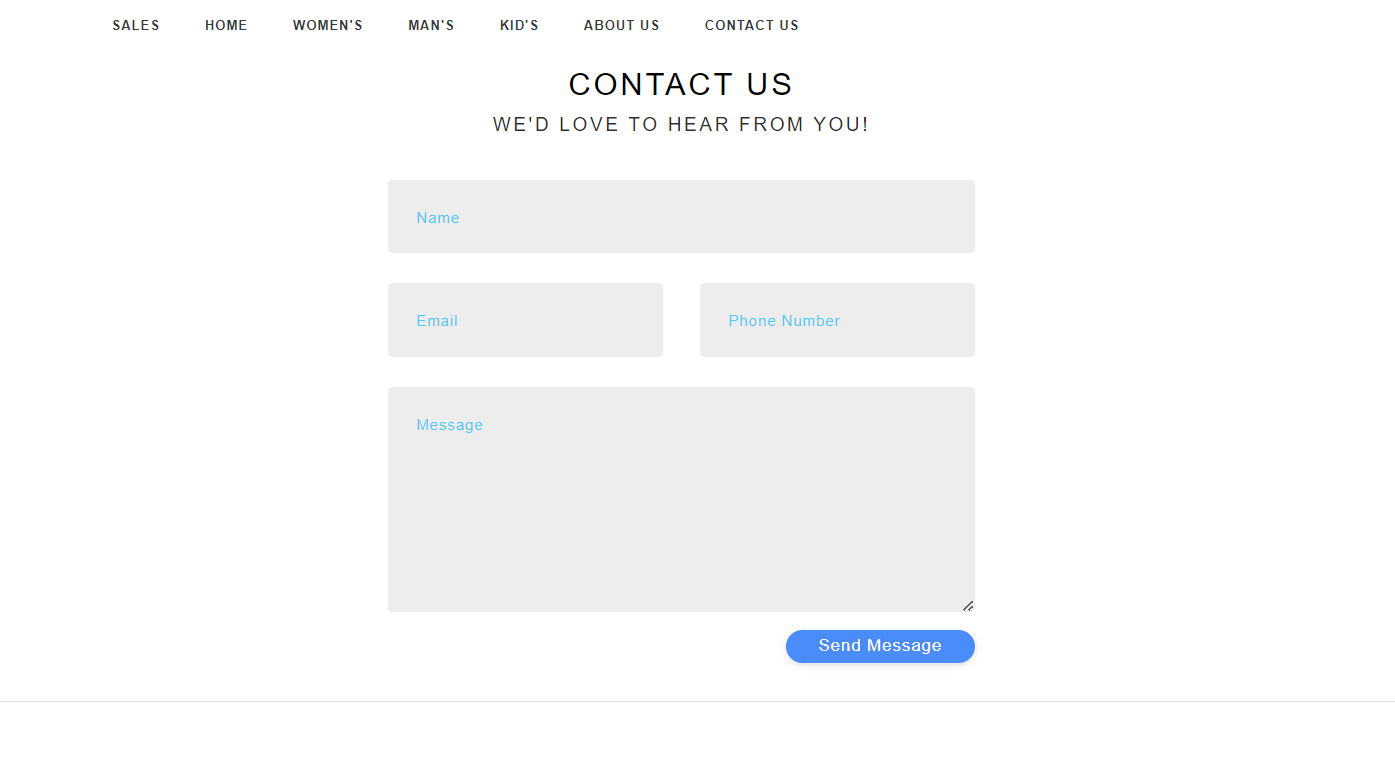 SALES HOME WOMEN'S MAN'S KID'S ABOUT US CONTACT US
CONTACT US
WE'D LOVE TO HEAR FROM YOU!
Name
Email Phone Number
Message
Send Message